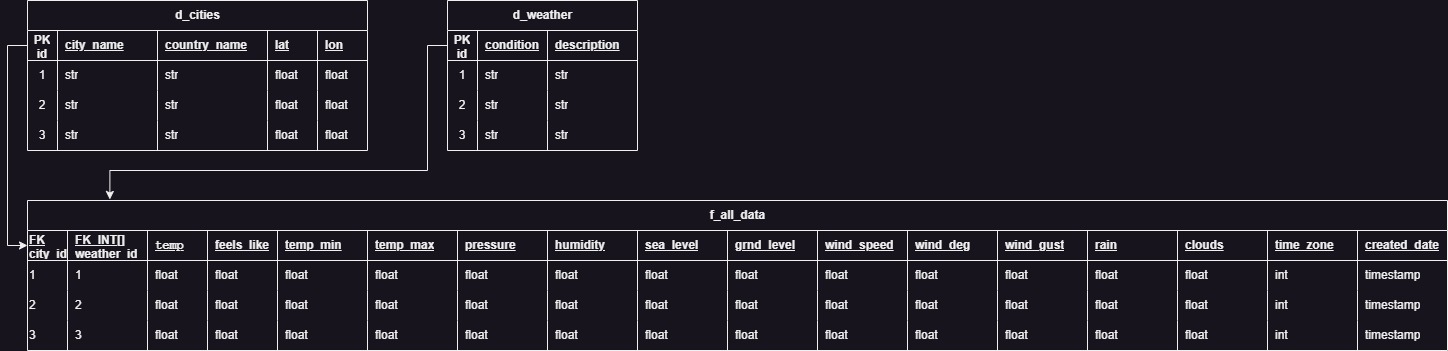 d_cities
PK id city_name country_name lat lon
1 str str float float
2 str str float float
3 str str float float
d_weather
PK id condition description
1 str str
2 str str
3 str str
f_all_data
FK city_id FK_INT[] weather_id temp feels_like temp_min temp_max pressure humidity sea_level grnd_level wind_speed wind_deg wind_gust rain clouds time_zone created_date
1 1 float float float float float float float float float float float float float int timestamp
2 2 float float float float float float float float float float float float float int timestamp
3 3 float float float float float float float float float float float float float int timestamp